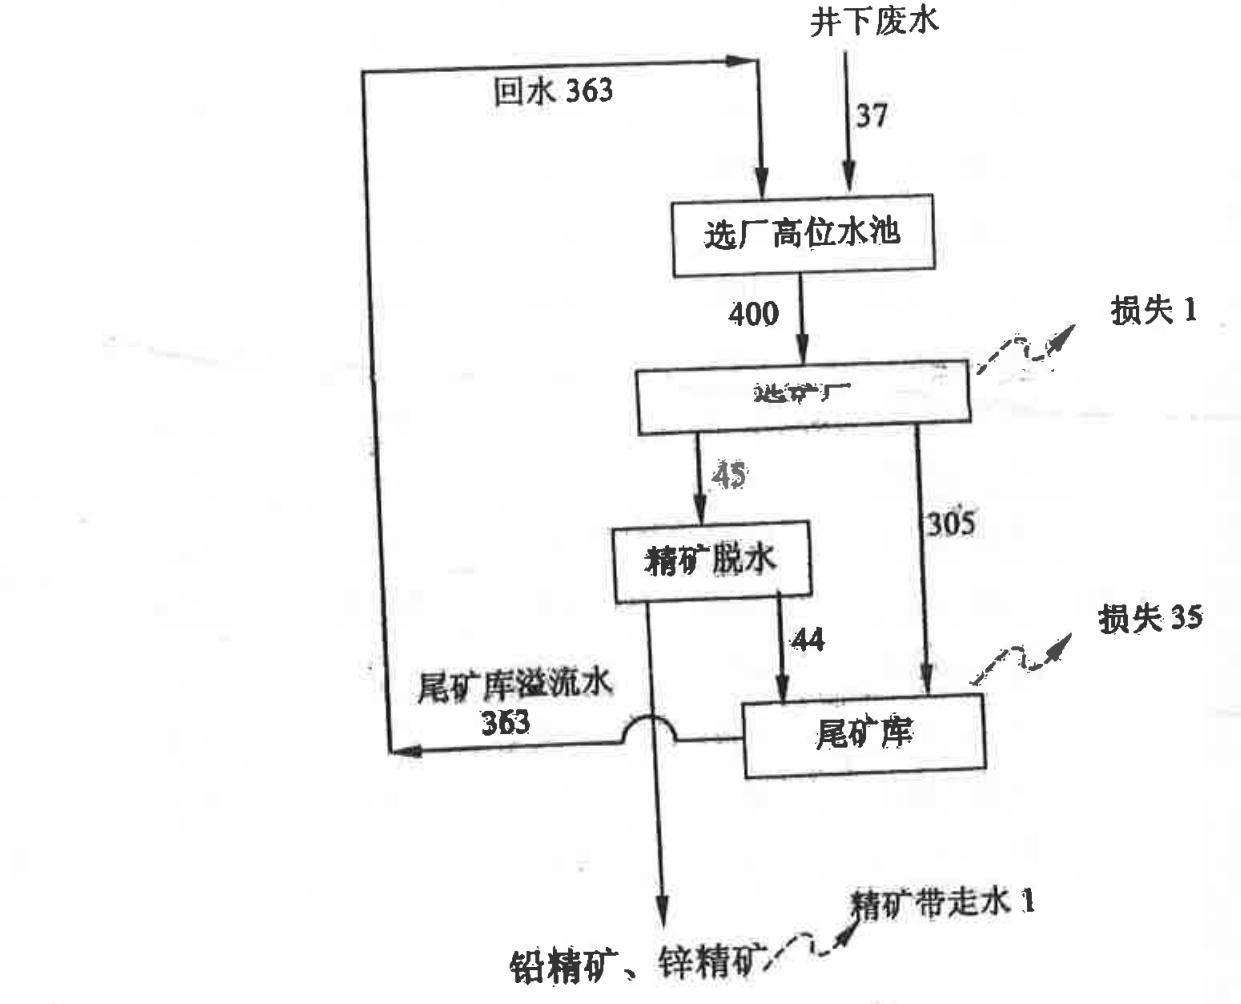 井下废水
回水 363
37
选厂高位水池
400
损失 1
选矿厂
45
305
精矿脱水
44
损失 35
尾矿库溢流水
363
尾矿库
精矿带走水 1
铅精矿、锌精矿